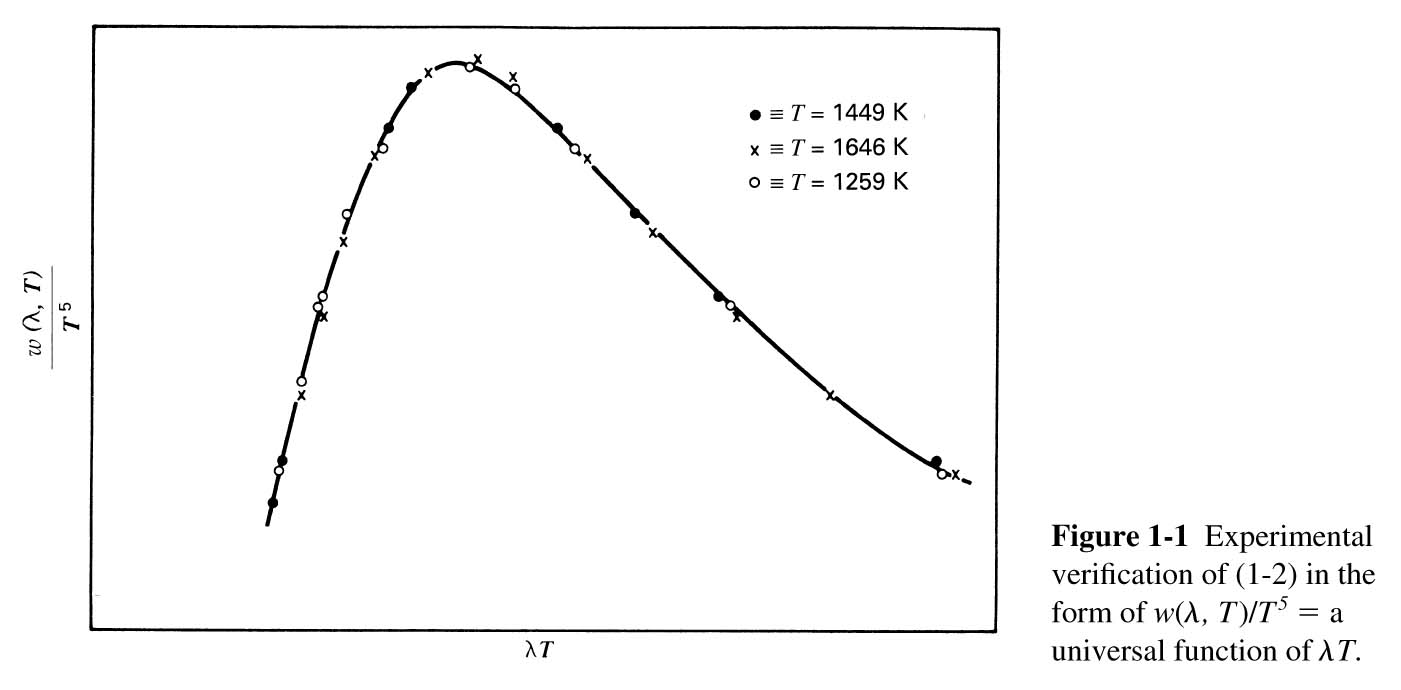 ● ≡ T = 1449 K
x ≡ T = 1646 K
○ ≡ T = 1259 K
w (λ, T)
T 5
λT
Figure 1-1 Experimental
verification of (1-2) in the
form of w(λ, T)/T⁵ = a
universal function of λT.